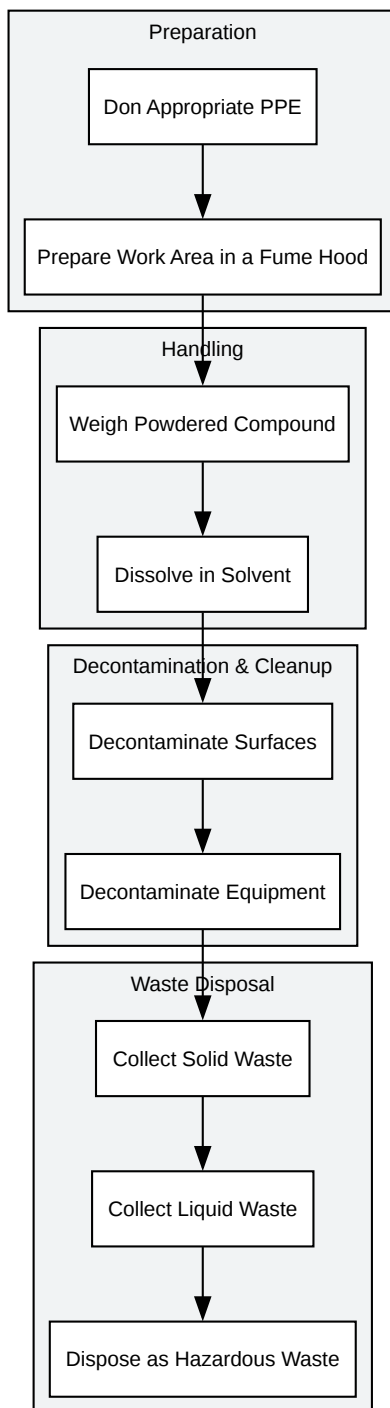 Preparation
Don Appropriate PPE
Prepare Work Area in a Fume Hood
Handling
Weigh Powdered Compound
Dissolve in Solvent
Decontamination & Cleanup
Decontaminate Surfaces
Decontaminate Equipment
Waste Disposal
Collect Solid Waste
Collect Liquid Waste
Dispose as Hazardous Waste